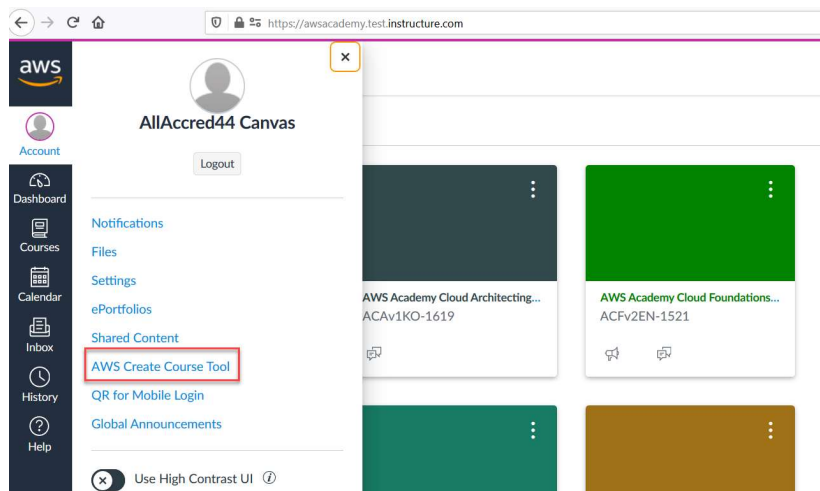 https://awsacademy.test.instructure.com
aws
AllAccred44 Canvas
Logout
Account
Dashboard
Courses
Calendar
Inbox
History
Help
Notifications
Files
Settings
ePortfolios
Shared Content
AWS Create Course Tool
QR for Mobile Login
Global Announcements
Use High Contrast UI
AWS Academy Cloud Architecting...
ACAv1KO-1619
AWS Academy Cloud Foundations...
ACFv2EN-1521